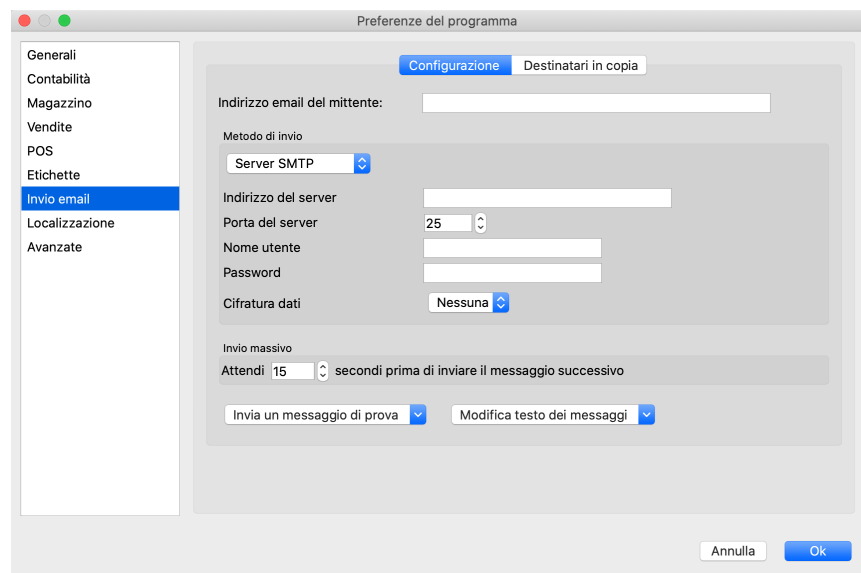 Preferenze del programma
Generali
Contabilità
Magazzino
Vendite
POS
Etichette
Invio email
Localizzazione
Avanzate
Configurazione Destinatari in copia
Indirizzo email del mittente:
Metodo di invio
Server SMTP
Indirizzo del server
Porta del server 25
Nome utente
Password
Cifratura dati Nessuna
Invio massivo
Attendi 15 secondi prima di inviare il messaggio successivo
Invia un messaggio di prova Modifica testo dei messaggi
Annulla Ok